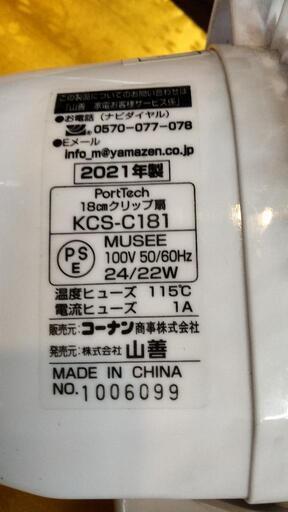 この製品についてのお問い合わせは
「山善 家電お客様サービス係」
●お電話(ナビダイヤル)
0570-077-078
●Eメール
info_m@yamazen.co.jp
2021年製
PortTech
18cmクリップ扇
KCS-C181
PSE
MUSEE
100V 50/60Hz
24/22W
温度ヒューズ 115℃
電流ヒューズ 1A
販売元:コーナン商事株式会社
発売元:株式会社 山善
MADE IN CHINA
NO.1006099